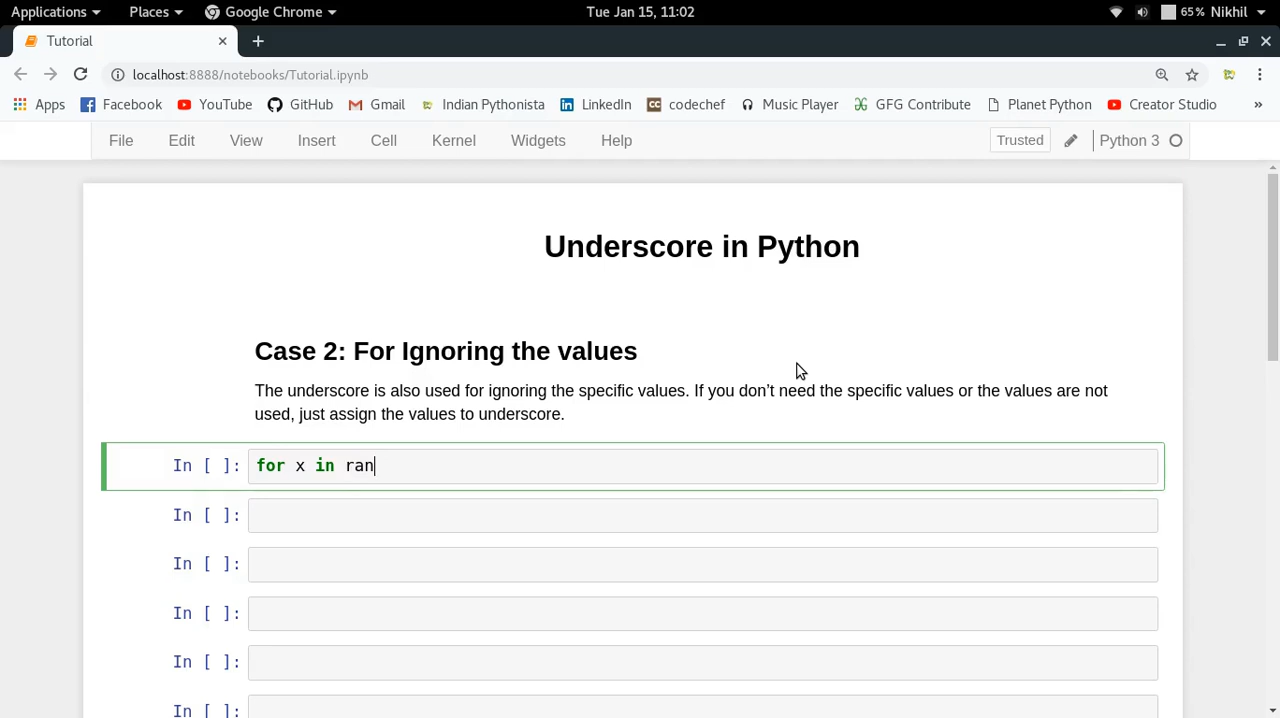 Applications Places Google Chrome Tue Jan 15, 11:02 65% Nikhil
Tutorial
localhost:8888/notebooks/Tutorial.ipynb
Apps Facebook YouTube GitHub Gmail Indian Pythonista LinkedIn codechef Music Player GFG Contribute Planet Python Creator Studio »
File Edit View Insert Cell Kernel Widgets Help Trusted Python 3
Underscore in Python
Case 2: For Ignoring the values
The underscore is also used for ignoring the specific values. If you don’t need the specific values or the values are not
used, just assign the values to underscore.
In [ ]: for x in ran
In [ ]:
In [ ]:
In [ ]:
In [ ]:
In [ ]: